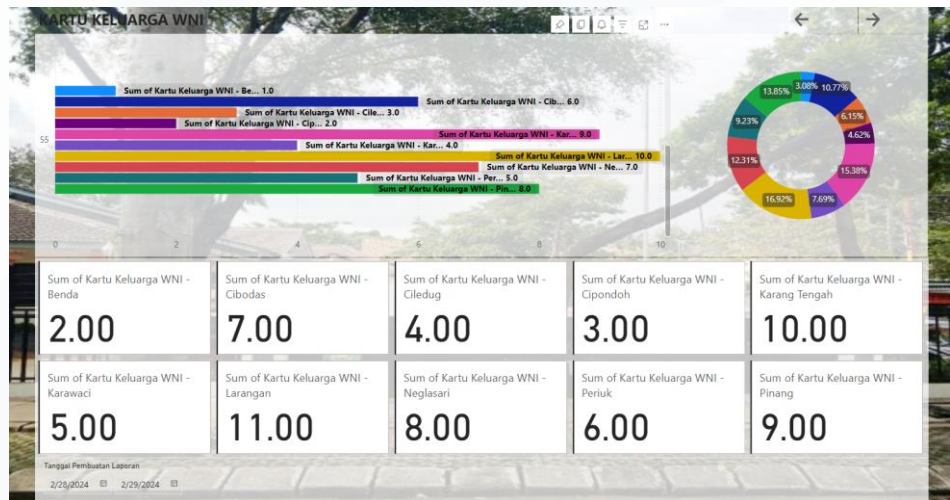 KARTU KELUARGA WNI
Sum of Kartu Keluarga WNI - Be... 1.0
Sum of Kartu Keluarga WNI - Cib... 6.0
Sum of Kartu Keluarga WNI - Cile... 3.0
Sum of Kartu Keluarga WNI - Cip... 2.0
55
Sum of Kartu Keluarga WNI - Kar... 9.0
Sum of Kartu Keluarga WNI - Kar... 4.0
Sum of Kartu Keluarga WNI - Lar... 10.0
Sum of Kartu Keluarga WNI - Ne... 7.0
Sum of Kartu Keluarga WNI - Per... 5.0
Sum of Kartu Keluarga WNI - Pin... 8.0
0 2 4 6 8 10
13.85% 3.08% 10.77%
9.23% 6.15%
4.62%
12.31% 15.38%
16.92% 7.69%
Sum of Kartu Keluarga WNI -
Benda
2.00
Sum of Kartu Keluarga WNI -
Cibodas
7.00
Sum of Kartu Keluarga WNI -
Ciledug
4.00
Sum of Kartu Keluarga WNI -
Cipondoh
3.00
Sum of Kartu Keluarga WNI -
Karang Tengah
10.00
Sum of Kartu Keluarga WNI -
Karawaci
5.00
Sum of Kartu Keluarga WNI -
Larangan
11.00
Sum of Kartu Keluarga WNI -
Neglasari
8.00
Sum of Kartu Keluarga WNI -
Periuk
6.00
Sum of Kartu Keluarga WNI -
Pinang
9.00
Tanggal Pembuatan Laporan
2/28/2024 2/29/2024